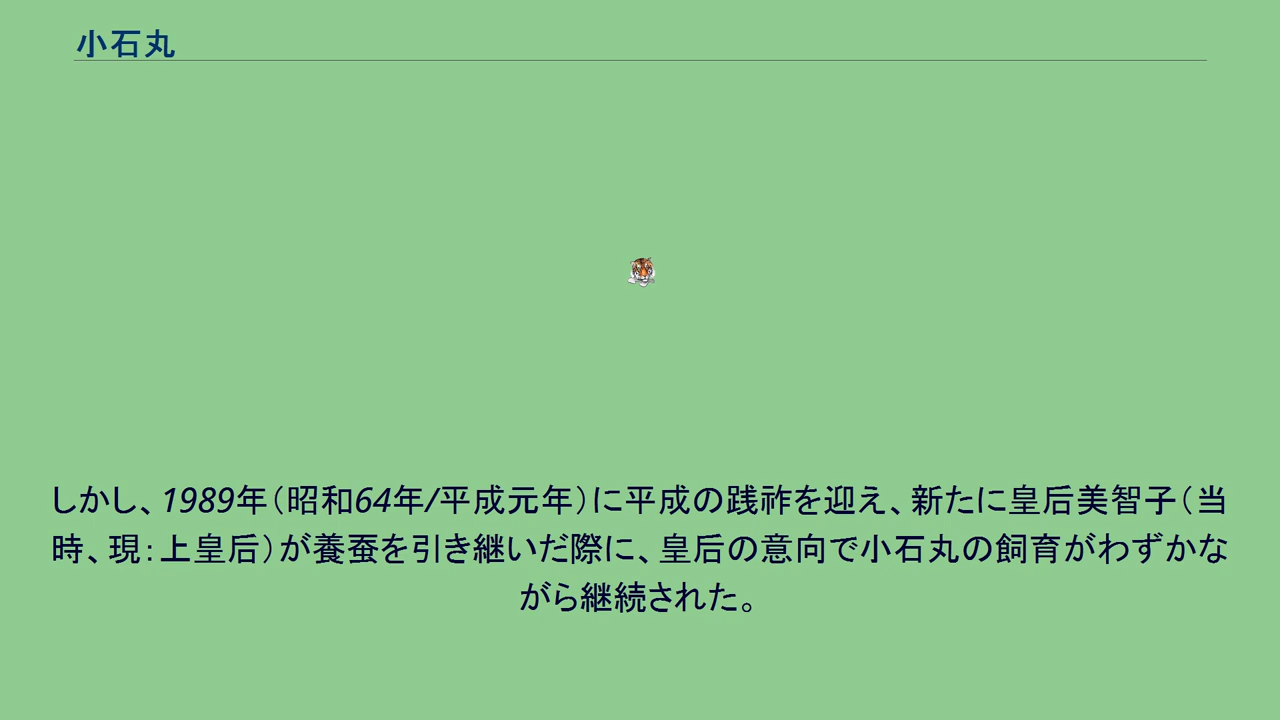 小石丸
しかし、1989年（昭和64年/平成元年）に平成の践祚を迎え、新たに皇后美智子（当
時、現：上皇后）が養蚕を引き継いだ際に、皇后の意向で小石丸の飼育がわずかな
がら継続された。